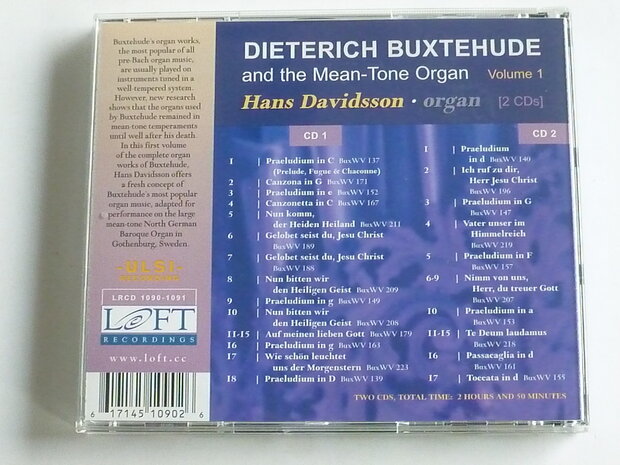 Buxtehude's organ works,
the most popular of all
pre-Bach organ music,
are usually played on
instruments tuned in a
well-tempered system.
However, new research
shows that the organs used
by Buxtehude remained in
mean-tone temperaments
until well after his death.
In this first volume
of the complete organ
works of Buxtehude,
Hans Davidsson offers
a fresh concept of
Buxtehude's most popular
organ music, adapted for
performance on the large
mean-tone North German
Baroque Organ in
Gothenburg, Sweden.
LRCD 1090-1091
LOFT
RECORDINGS
www.loft.cc
6 17145 10902 6
DIETERICH BUXTEHUDE
and the Mean-Tone Organ Volume 1
Hans Davidsson · organ [2 CDs]
CD 1
1 | Praeludium in C BuxWV 137
(Prelude, Fugue & Chaconne)
2 | Canzona in G BuxWV 171
3 | Praeludium in e BuxWV 152
4 | Canzonetta in C BuxWV 167
5 | Nun komm,
der Heiden Heiland BuxWV 211
6 | Gelobet seist du, Jesu Christ
BuxWV 189
7 | Gelobet seist du, Jesu Christ
BuxWV 188
8 | Nun bitten wir
den Heiligen Geist BuxWV 209
9 | Praeludium in g BuxWV 149
10 | Nun bitten wir
den Heiligen Geist BuxWV 208
11-15 | Auf meinen lieben Gott BuxWV 179
16 | Praeludium in g BuxWV 163
17 | Wie schön leuchtet
uns der Morgenstern BuxWV 223
18 | Praeludium in D BuxWV 139
CD 2
1 | Praeludium
in d BuxWV 140
2 | Ich ruf zu dir,
Herr Jesu Christ
BuxWV 196
3 | Praeludium in G
BuxWV 147
4 | Vater unser im
Himmelreich
BuxWV 219
5 | Praeludium in F
BuxWV 157
6-9 | Nimm von uns,
Herr, du treuer Gott
BuxWV 207
10 | Praeludium in a
BuxWV 153
11-15 | Te Deum laudamus
BuxWV 218
16 | Passacaglia in d
BuxWV 161
17 | Toccata in d BuxWV 155
TWO CDS, TOTAL TIME: 2 HOURS AND 50 MINUTES